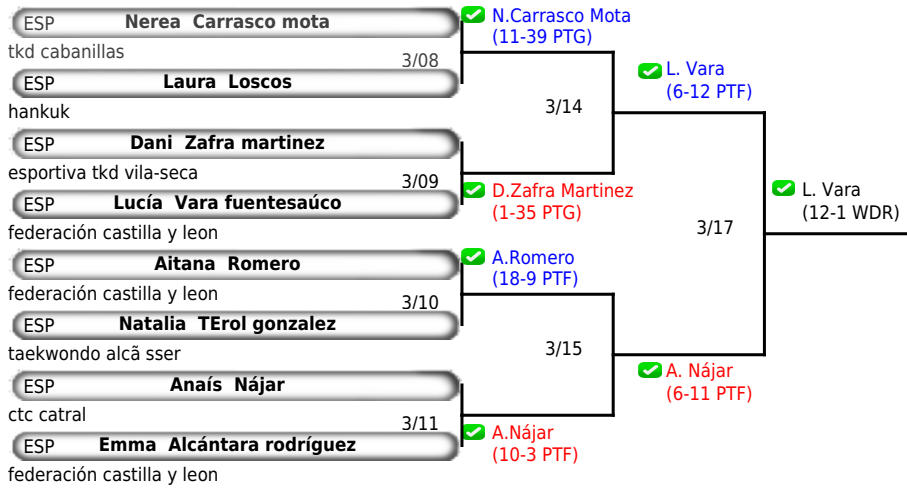 ESP Nerea Carrasco mota
tkd cabanillas
3/08
ESP Laura Loscos
hankuk
N.Carrasco Mota
(11-39 PTG)
3/14
ESP Dani Zafra martinez
esportiva tkd vila-seca
3/09
ESP Lucía Vara fuentesaúco
federación castilla y leon
D.Zafra Martinez
(1-35 PTG)
L. Vara
(6-12 PTF)
3/17
L. Vara
(12-1 WDR)
ESP Aitana Romero
federación castilla y leon
3/10
ESP Natalia TErol gonzalez
taekwondo alcã sser
A.Romero
(18-9 PTF)
3/15
ESP Anaís Nájar
ctc catral
3/11
ESP Emma Alcántara rodríguez
federación castilla y leon
A.Nájar
(10-3 PTF)
A. Nájar
(6-11 PTF)